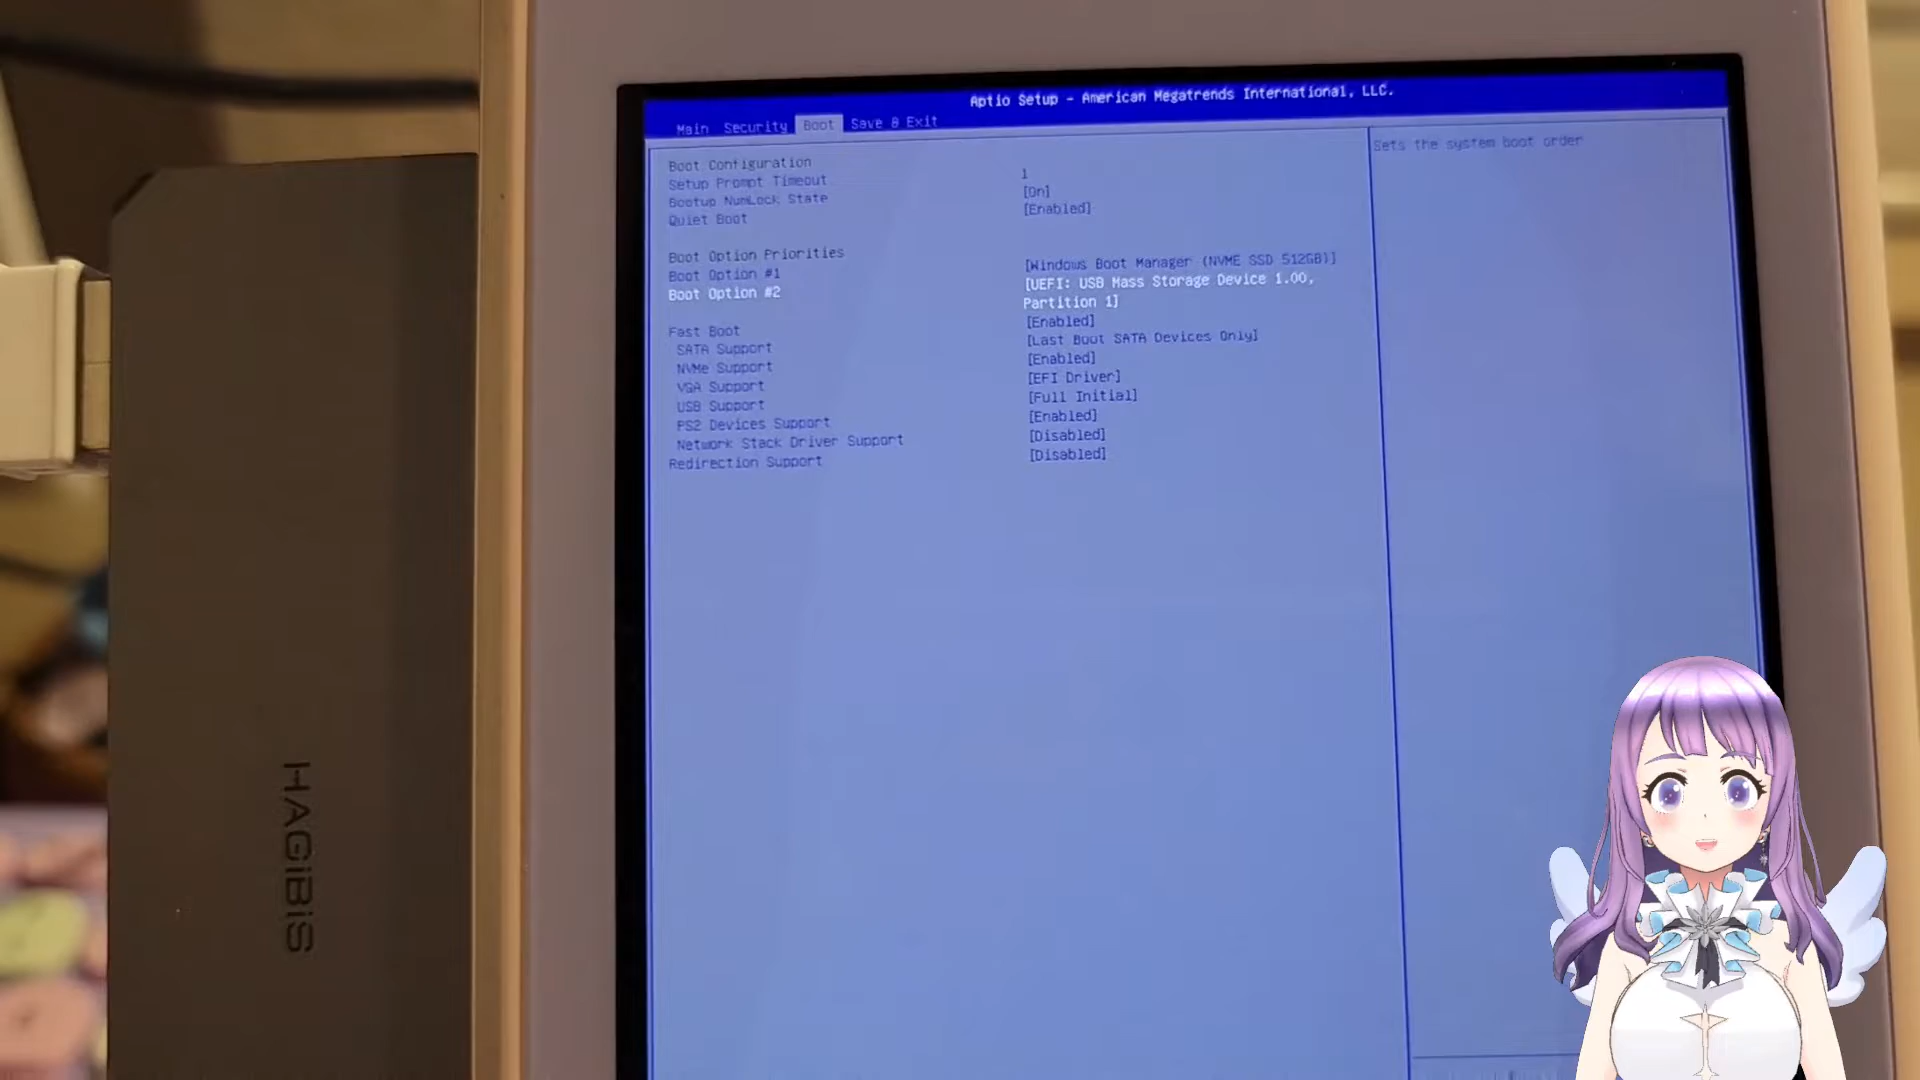 Aptio Setup - American Megatrends International, LLC.
Main Security Boot Save & Exit
Boot Configuration
Setup Prompt Timeout 1
Bootup NumLock State [On]
Quiet Boot [Enabled]
Boot Option Priorities
Boot Option #1 [Windows Boot Manager (NVME SSD 512GB)]
Boot Option #2 [UEFI: USB Mass Storage Device 1.00,
Partition 1]
Fast Boot [Enabled]
SATA Support [Last Boot SATA Devices Only]
NVMe Support [Enabled]
VGA Support [EFI Driver]
USB Support [Full Initial]
PS2 Devices Support [Enabled]
Network Stack Driver Support [Disabled]
Redirection Support [Disabled]
Sets the system boot order
HAGiBiS